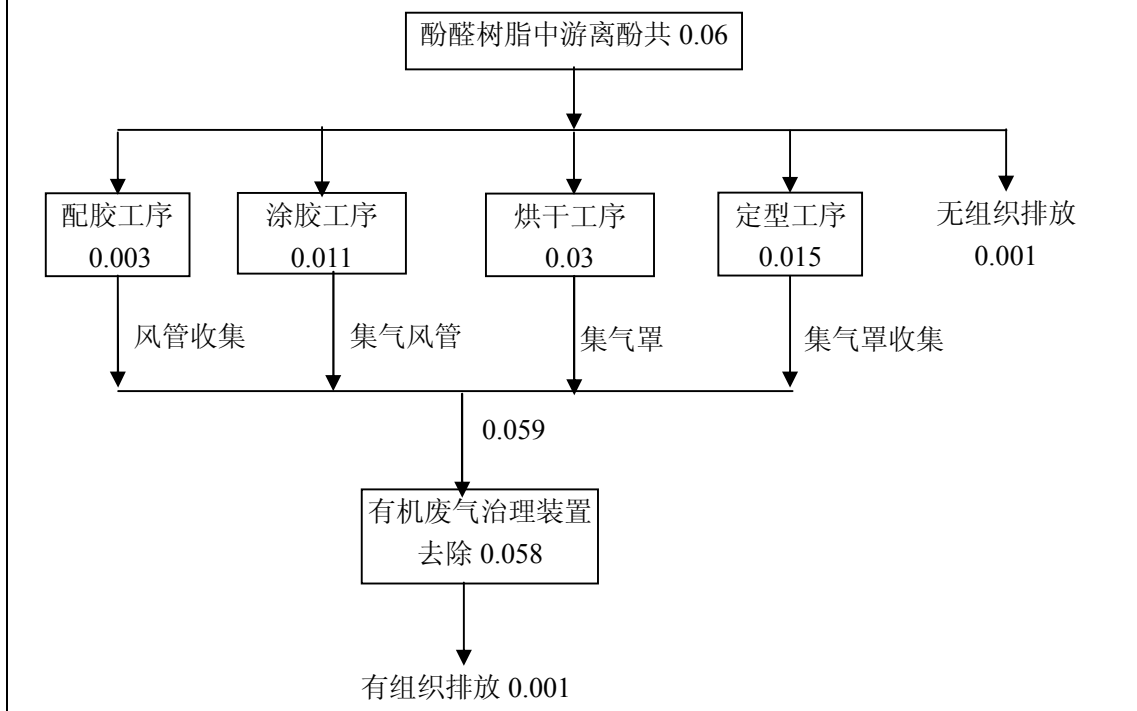 酚醛树脂中游离酚共 0.06
配胶工序
0.003
涂胶工序
0.011
烘干工序
0.03
定型工序
0.015
无组织排放
0.001
风管收集
集气风管
集气罩
集气罩收集
0.059
有机废气治理装置
去除 0.058
有组织排放 0.001